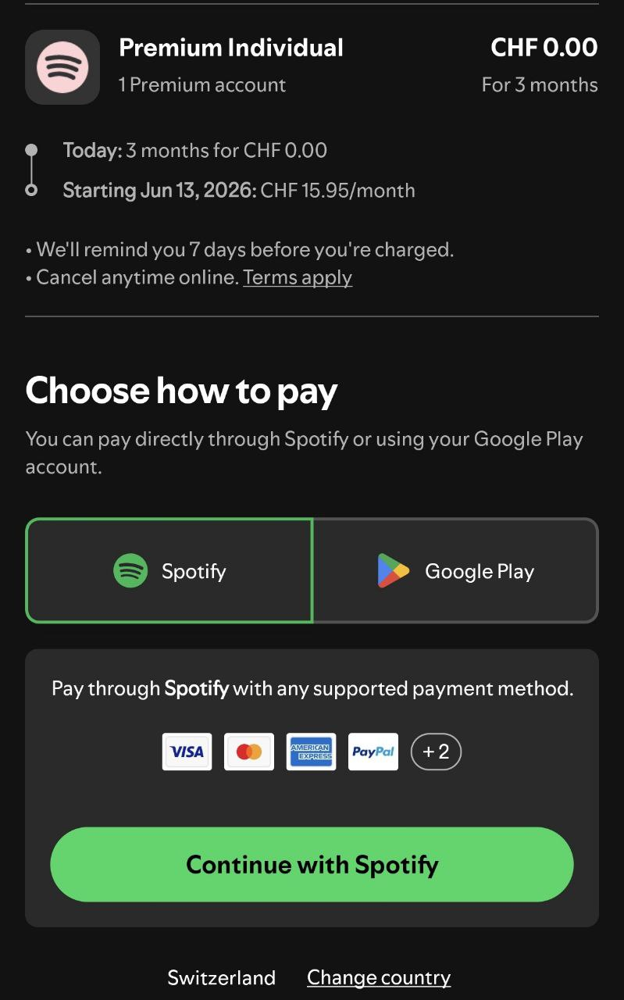 Premium Individual CHF 0.00
1 Premium account For 3 months
Today: 3 months for CHF 0.00
Starting Jun 13, 2026: CHF 15.95/month
• We'll remind you 7 days before you're charged.
• Cancel anytime online. Terms apply
Choose how to pay
You can pay directly through Spotify or using your Google Play
account.
Spotify Google Play
Pay through Spotify with any supported payment method.
VISA AMERICAN EXPRESS PayPal +2
Continue with Spotify
Switzerland Change country